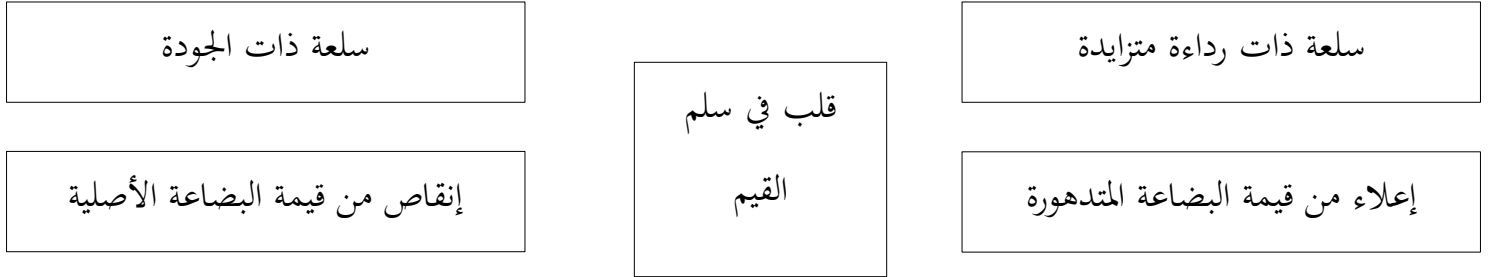 سلعة ذات رداءة متزايدة
سلعة ذات الجودة
قلب في سلم
القيم
إعلاء من قيمة البضاعة المتدهورة
إنقاص من قيمة البضاعة الأصلية